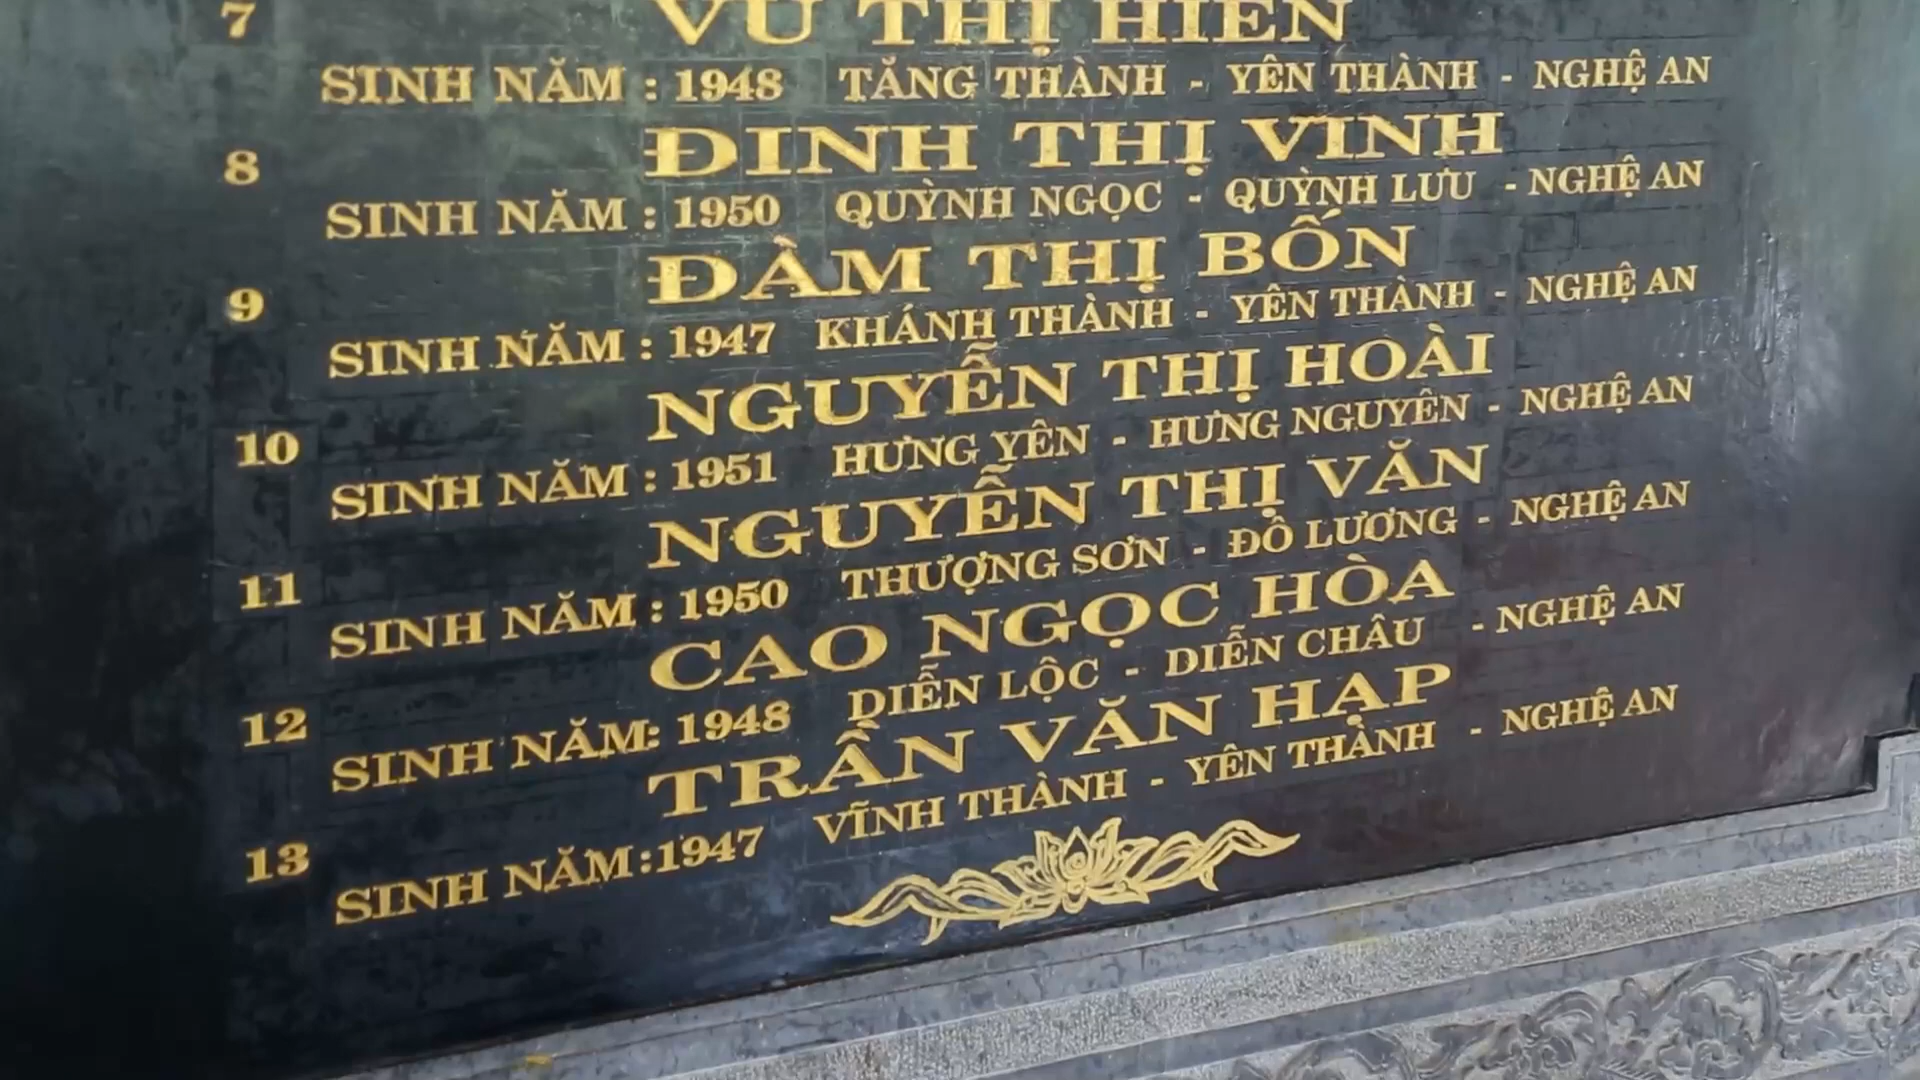 7 VŨ THỊ HIÊN
SINH NĂM : 1948 TĂNG THÀNH - YÊN THÀNH - NGHỆ AN
8 ĐINH THỊ VINH
SINH NĂM : 1950 QUỲNH NGỌC - QUỲNH LƯU - NGHỆ AN
9 ĐÀM THỊ BỐN
SINH NĂM : 1947 KHÁNH THÀNH - YÊN THÀNH - NGHỆ AN
10 NGUYỄN THỊ HOÀI
SINH NĂM : 1951 HƯNG YÊN - HƯNG NGUYÊN - NGHỆ AN
11 NGUYỄN THỊ VĂN
SINH NĂM : 1950 THƯỢNG SƠN - ĐÔ LƯƠNG - NGHỆ AN
12 CAO NGỌC HÒA
SINH NĂM: 1948 DIỄN LỘC - DIỄN CHÂU - NGHỆ AN
13 TRẦN VĂN HẠP
SINH NĂM:1947 VĨNH THÀNH - YÊN THÀNH - NGHỆ AN